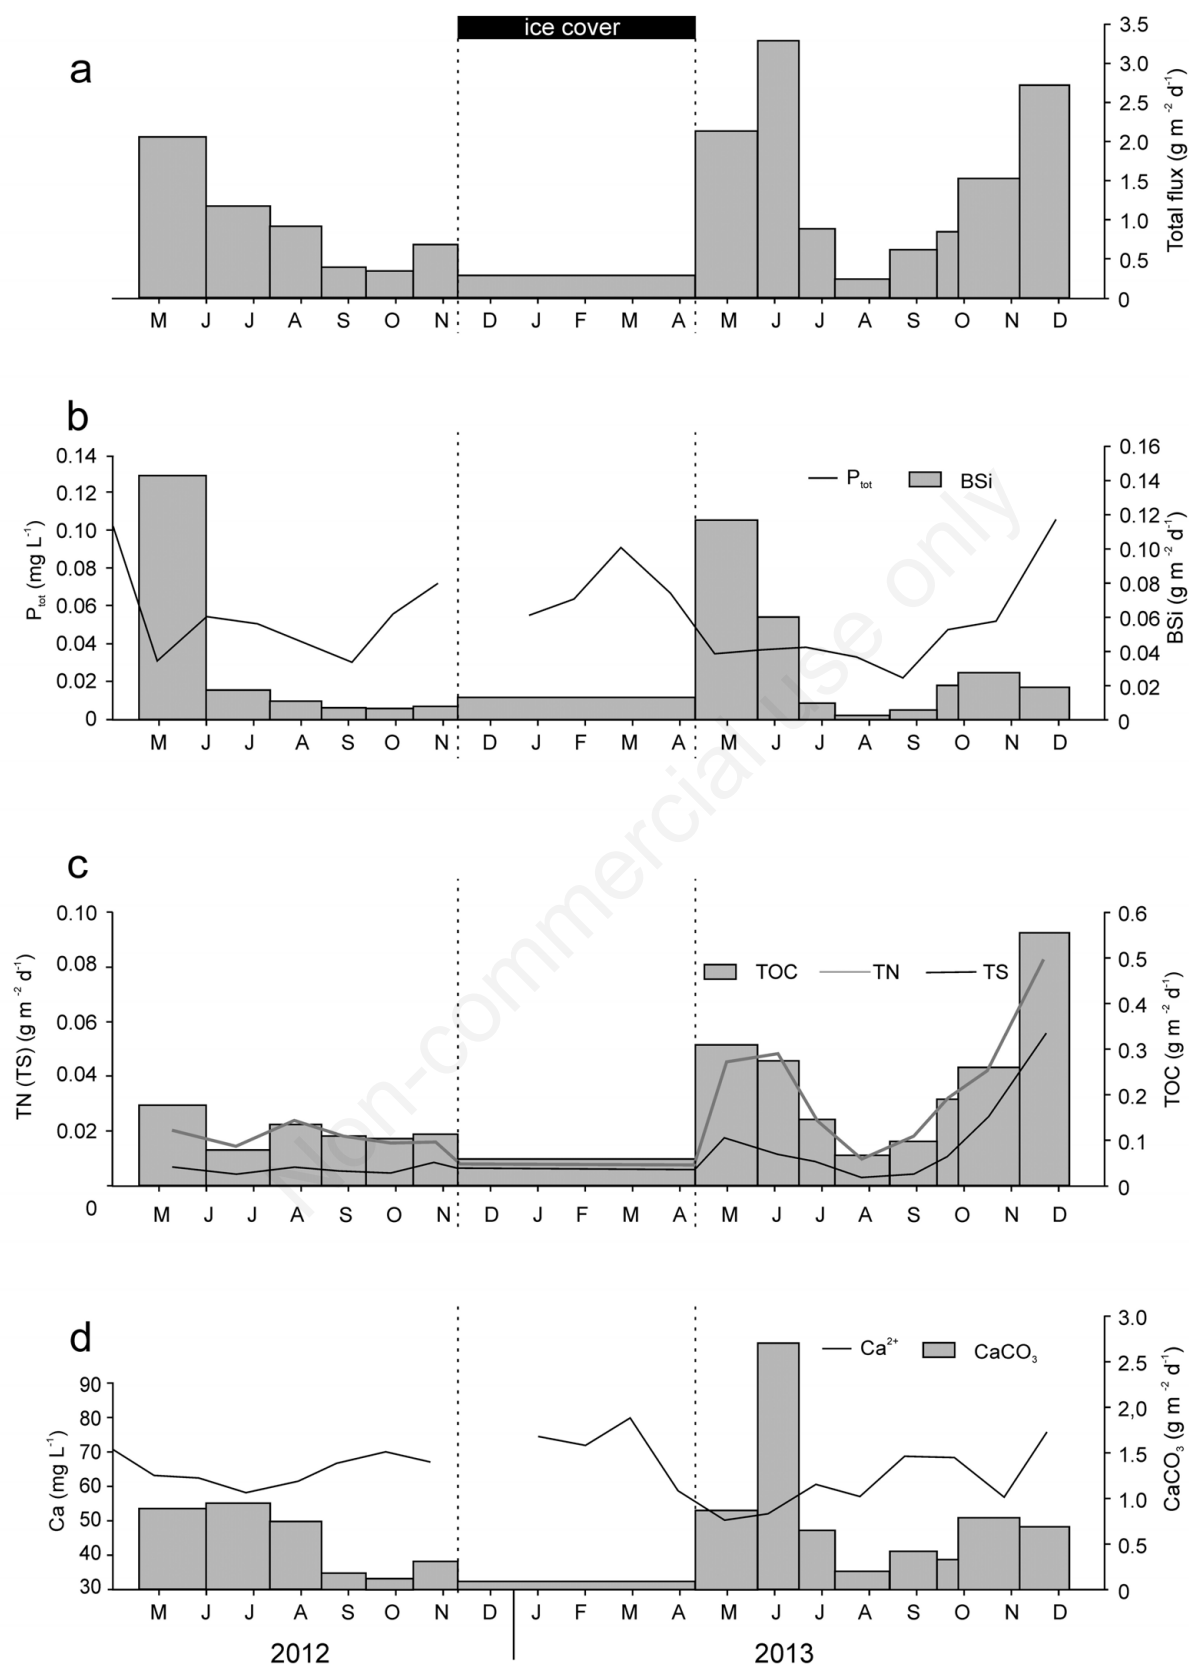 ice cover
a
3.5
3.0
2.5
2.0
1.5
1.0
0.5
0
Total flux (g m -2 d-1)
M J J A S O N D J F M A M J J A S O N D
b
0.14
0.12
0.10
0.08
0.06
0.04
0.02
0
Ptot (mg L-1)
Ptot BSi
0.16
0.14
0.12
0.10
0.08
0.06
0.04
0.02
0
BSi (g m -2 d-1)
M J J A S O N D J F M A M J J A S O N D
c
0.10
0.08
0.06
0.04
0.02
0
TN (TS) (g m -2 d-1)
TOC TN TS
0.6
0.5
0.4
0.3
0.2
0.1
0
TOC (g m -2 d-1)
M J J A S O N D J F M A M J J A S O N D
d
90
80
70
60
50
40
30
Ca (mg L-1)
Ca2+ CaCO3
3.0
2.5
2.0
1.5
1.0
0.5
0
CaCO3 (g m -2 d-1)
M J J A S O N D J F M A M J J A S O N D
2012 2013
Non-commercial use only